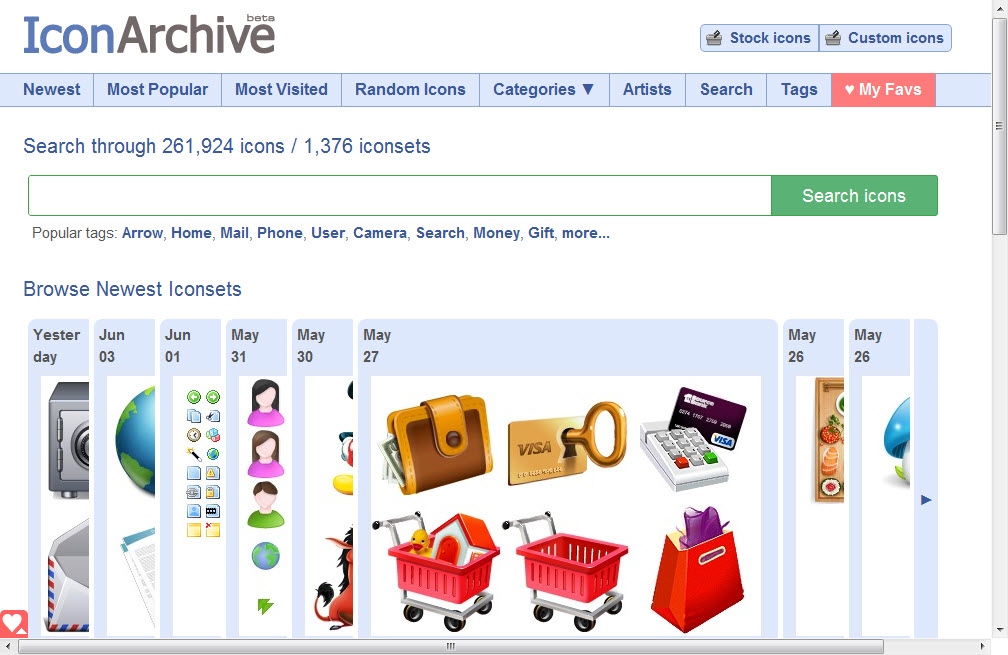 IconArchive beta
Stock icons Custom icons
Newest Most Popular Most Visited Random Icons Categories ▼ Artists Search Tags ♥ My Favs
Search through 261,924 icons / 1,376 iconsets
Search icons
Popular tags: Arrow, Home, Mail, Phone, User, Camera, Search, Money, Gift, more...
Browse Newest Iconsets
Yester
day
Jun
03
Jun
01
May
31
May
30
May
27
May
26
May
26
VISA
VISA